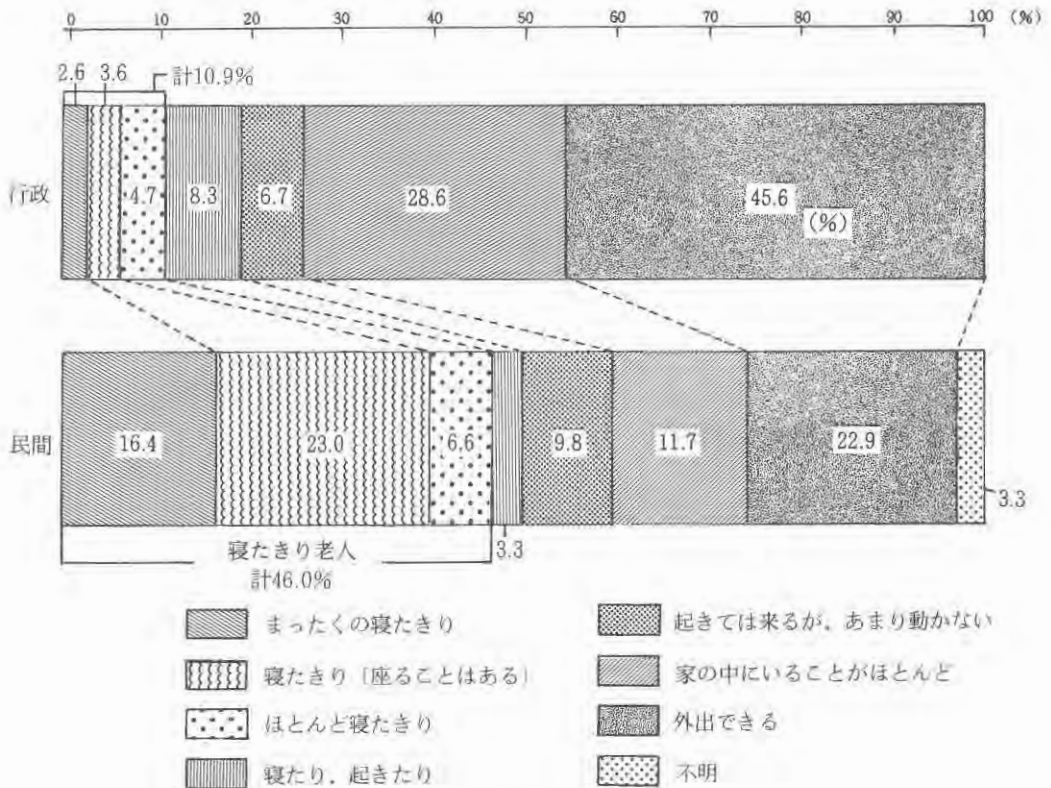 0 10 20 30 40 50 60 70 80 90 100 (%)
2.6 3.6 計10.9%
行政 4.7 8.3 6.7 28.6 45.6
(%)
民間 16.4 23.0 6.6 9.8 11.7 22.9
3.3
寝たきり老人 3.3
計46.0%
まったくの寝たきり
寝たきり〔座ることはある〕
ほとんど寝たきり
寝たり、起きたり
起きては来るが、あまり動かない
家の中にいることがほとんど
外出できる
不明